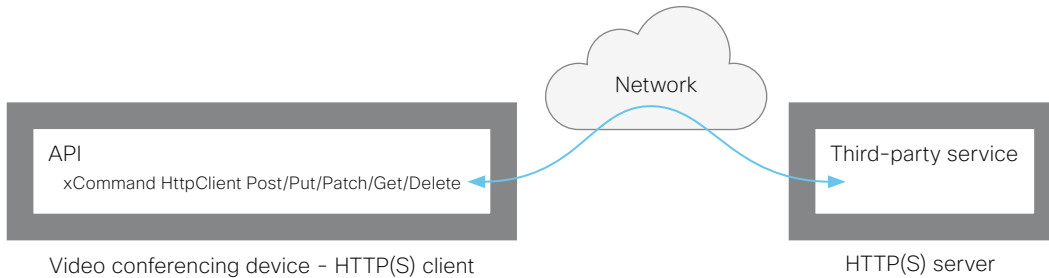 Network
API
xCommand HttpClient Post/Put/Patch/Get/Delete
Third-party service
Video conferencing device - HTTP(S) client
HTTP(S) server